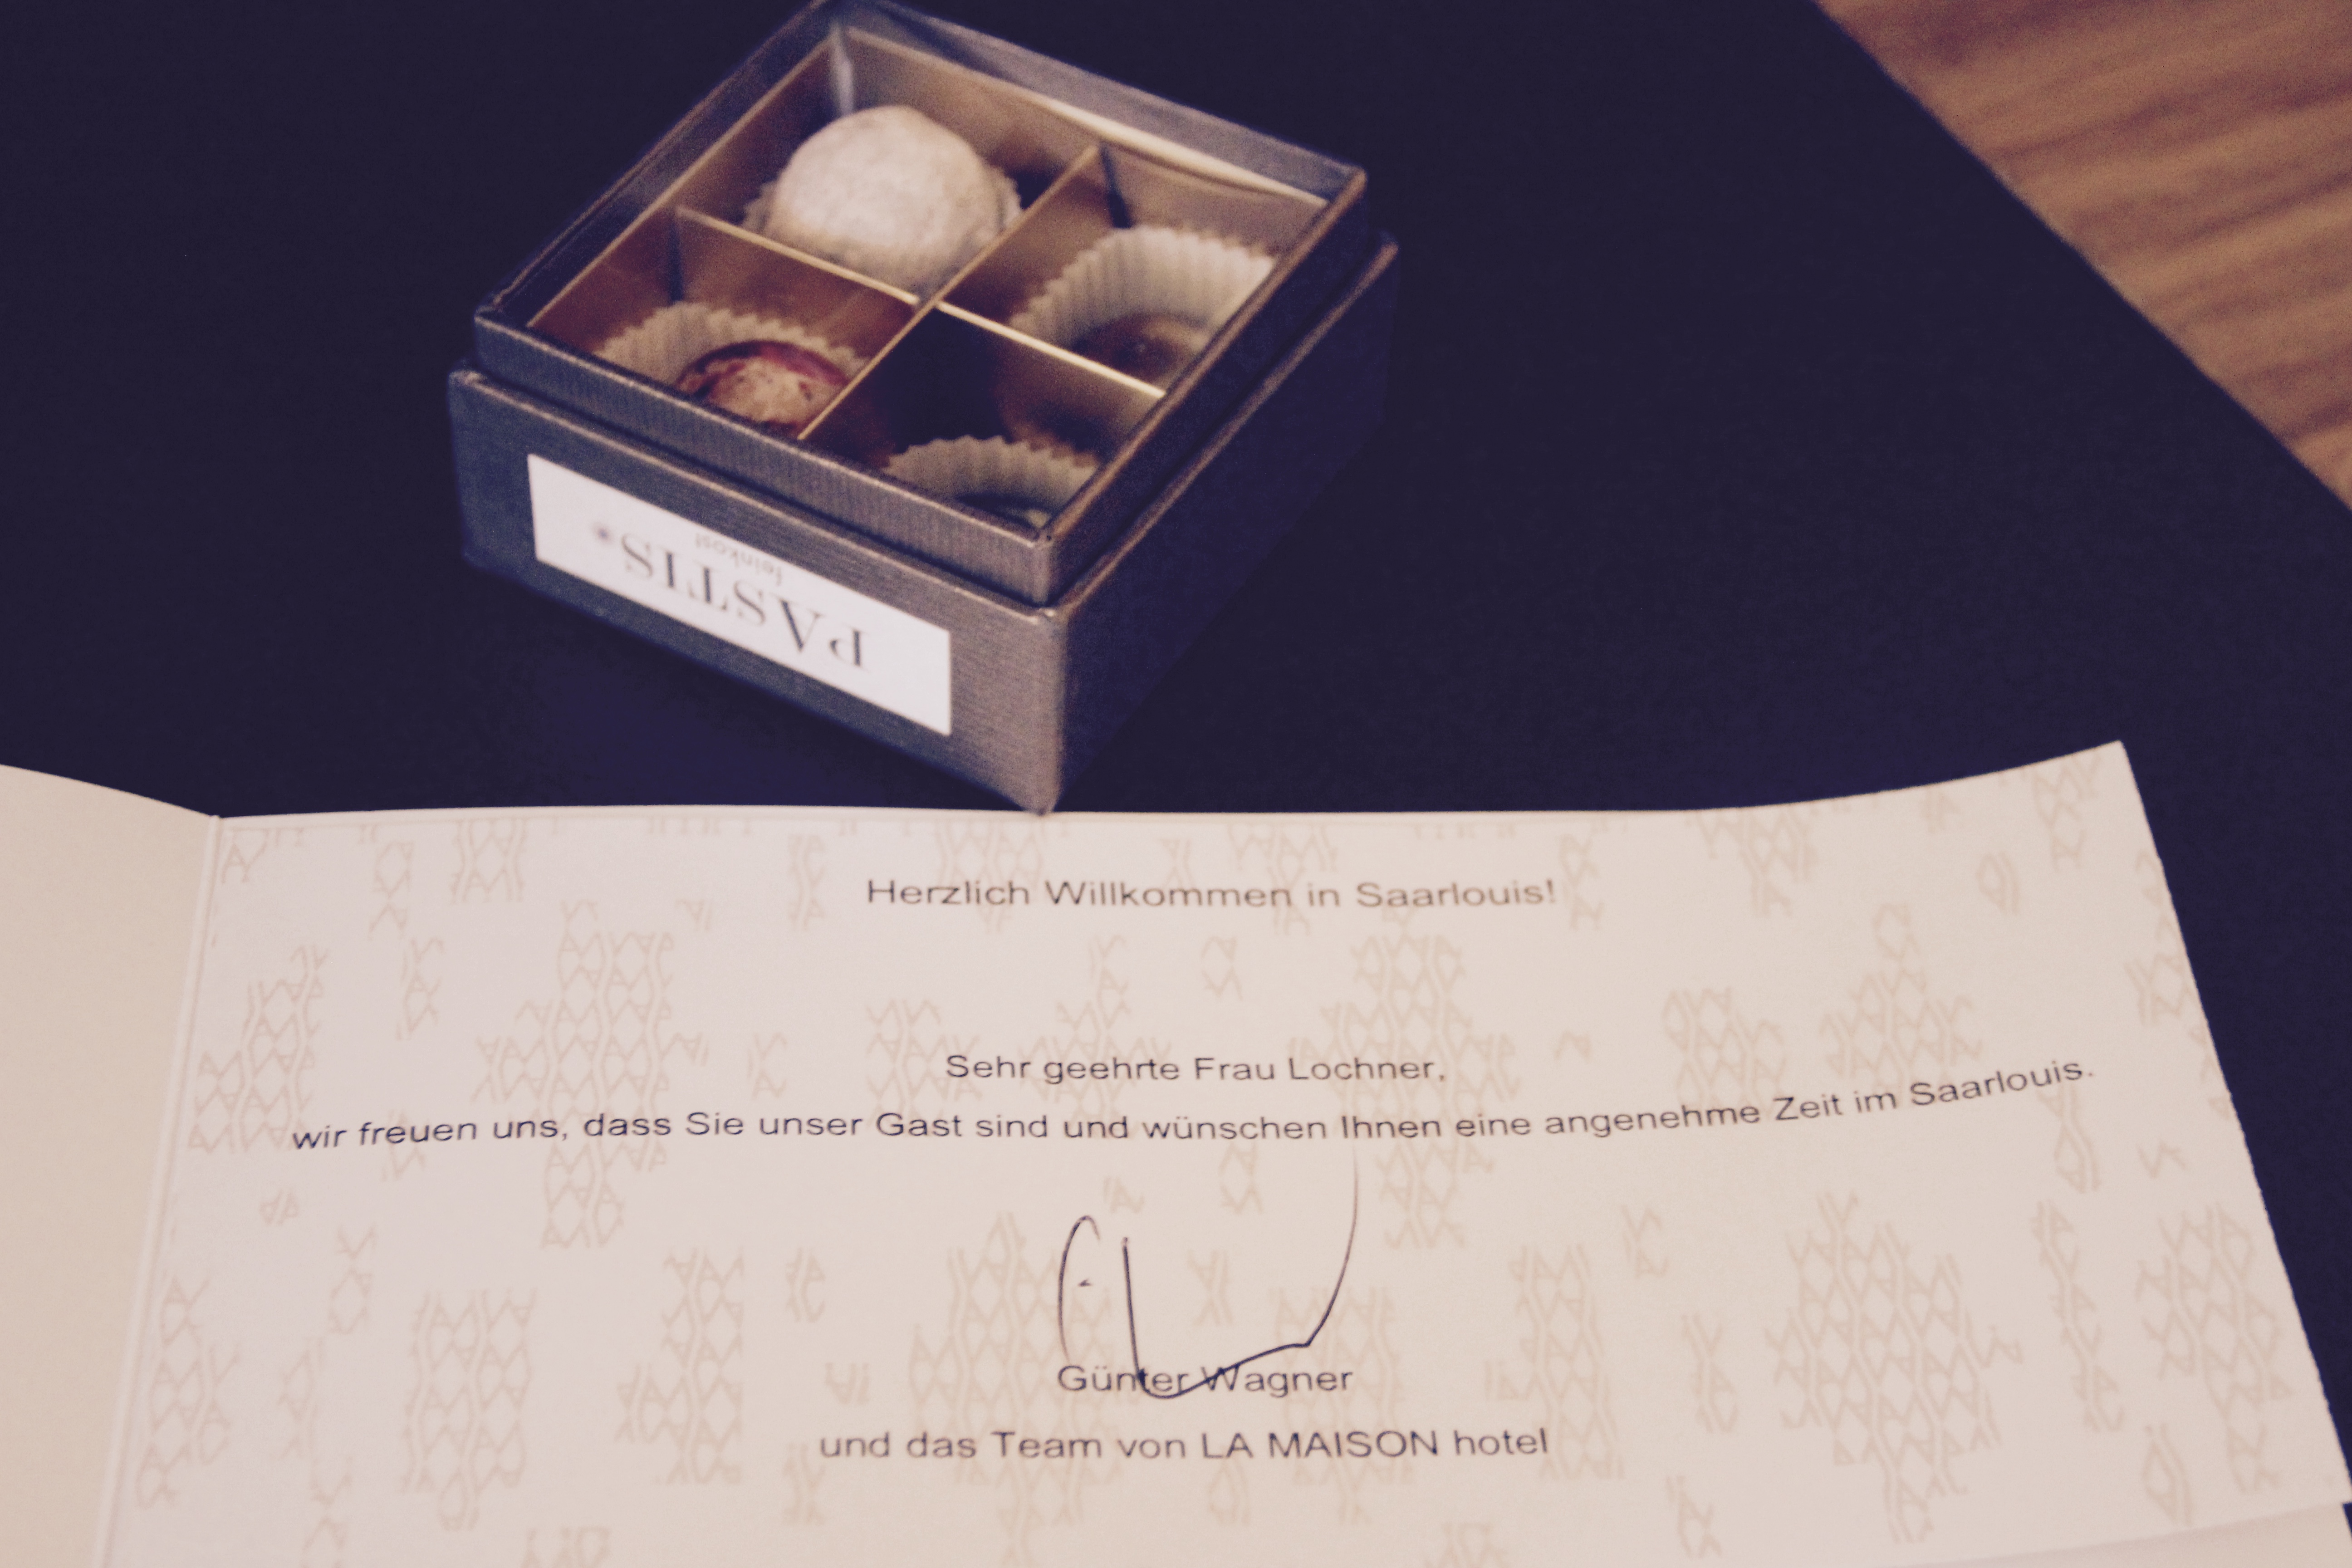 PASTIS
feinkost
Herzlich Willkommen in Saarlouis!
Sehr geehrte Frau Lochner,
wir freuen uns, dass Sie unser Gast sind und wünschen Ihnen eine angenehme Zeit im Saarlouis.
Günter Wagner
und das Team von LA MAISON hotel